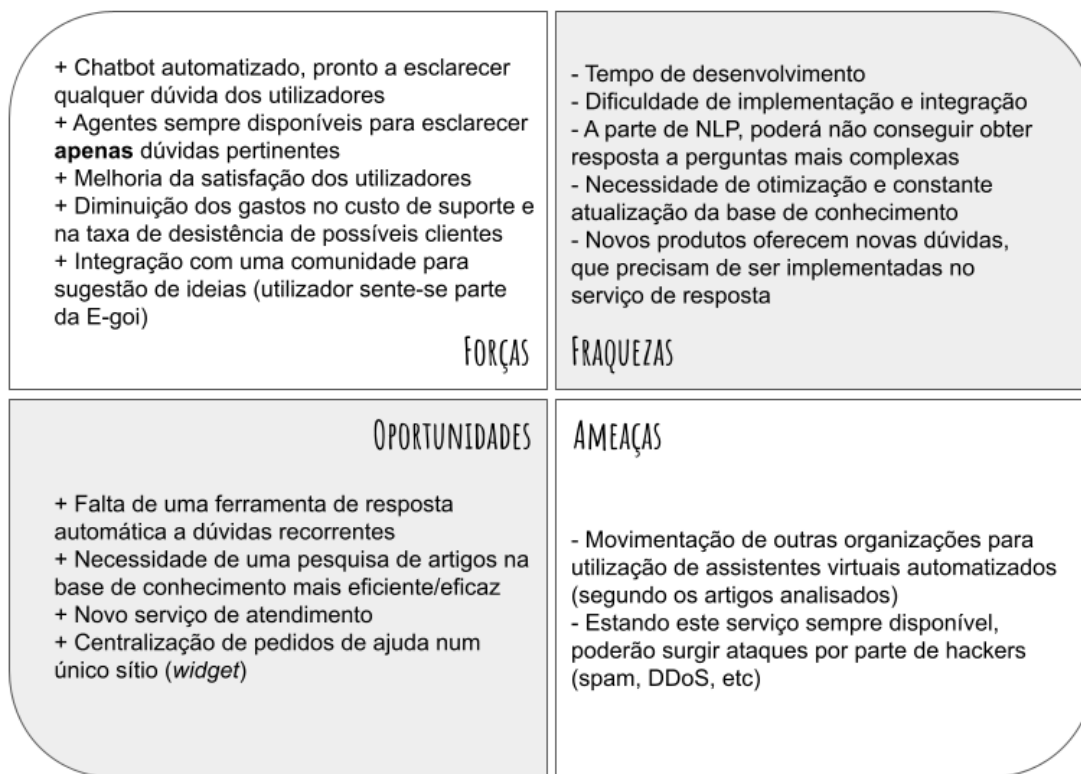 + Chatbot automatizado, pronto a esclarecer
qualquer dúvida dos utilizadores
+ Agentes sempre disponíveis para esclarecer
apenas dúvidas pertinentes
+ Melhoria da satisfação dos utilizadores
+ Diminuição dos gastos no custo de suporte e
na taxa de desistência de possíveis clientes
+ Integração com uma comunidade para
sugestão de ideias (utilizador sente-se parte
da E-goi)
Forças
- Tempo de desenvolvimento
- Dificuldade de implementação e integração
- A parte de NLP, poderá não conseguir obter
resposta a perguntas mais complexas
- Necessidade de otimização e constante
atualização da base de conhecimento
- Novos produtos oferecem novas dúvidas,
que precisam de ser implementadas no
serviço de resposta
Fraquezas
Oportunidades
+ Falta de uma ferramenta de resposta
automática a dúvidas recorrentes
+ Necessidade de uma pesquisa de artigos na
base de conhecimento mais eficiente/eficaz
+ Novo serviço de atendimento
+ Centralização de pedidos de ajuda num
único sítio (widget)
Ameaças
- Movimentação de outras organizações para
utilização de assistentes virtuais automatizados
(segundo os artigos analisados)
- Estando este serviço sempre disponível,
poderão surgir ataques por parte de hackers
(spam, DDoS, etc)